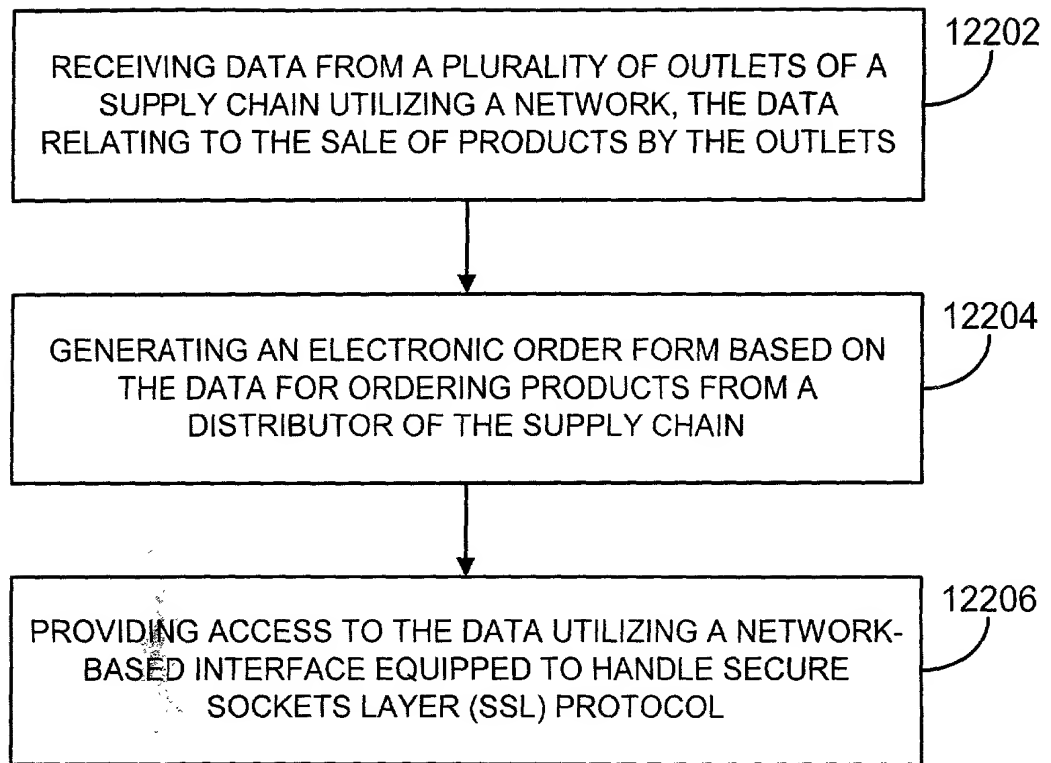 12202
RECEIVING DATA FROM A PLURALITY OF OUTLETS OF A
SUPPLY CHAIN UTILIZING A NETWORK, THE DATA
RELATING TO THE SALE OF PRODUCTS BY THE OUTLETS
12204
GENERATING AN ELECTRONIC ORDER FORM BASED ON
THE DATA FOR ORDERING PRODUCTS FROM A
DISTRIBUTOR OF THE SUPPLY CHAIN
12206
PROVIDING ACCESS TO THE DATA UTILIZING A NETWORK-
BASED INTERFACE EQUIPPED TO HANDLE SECURE
SOCKETS LAYER (SSL) PROTOCOL